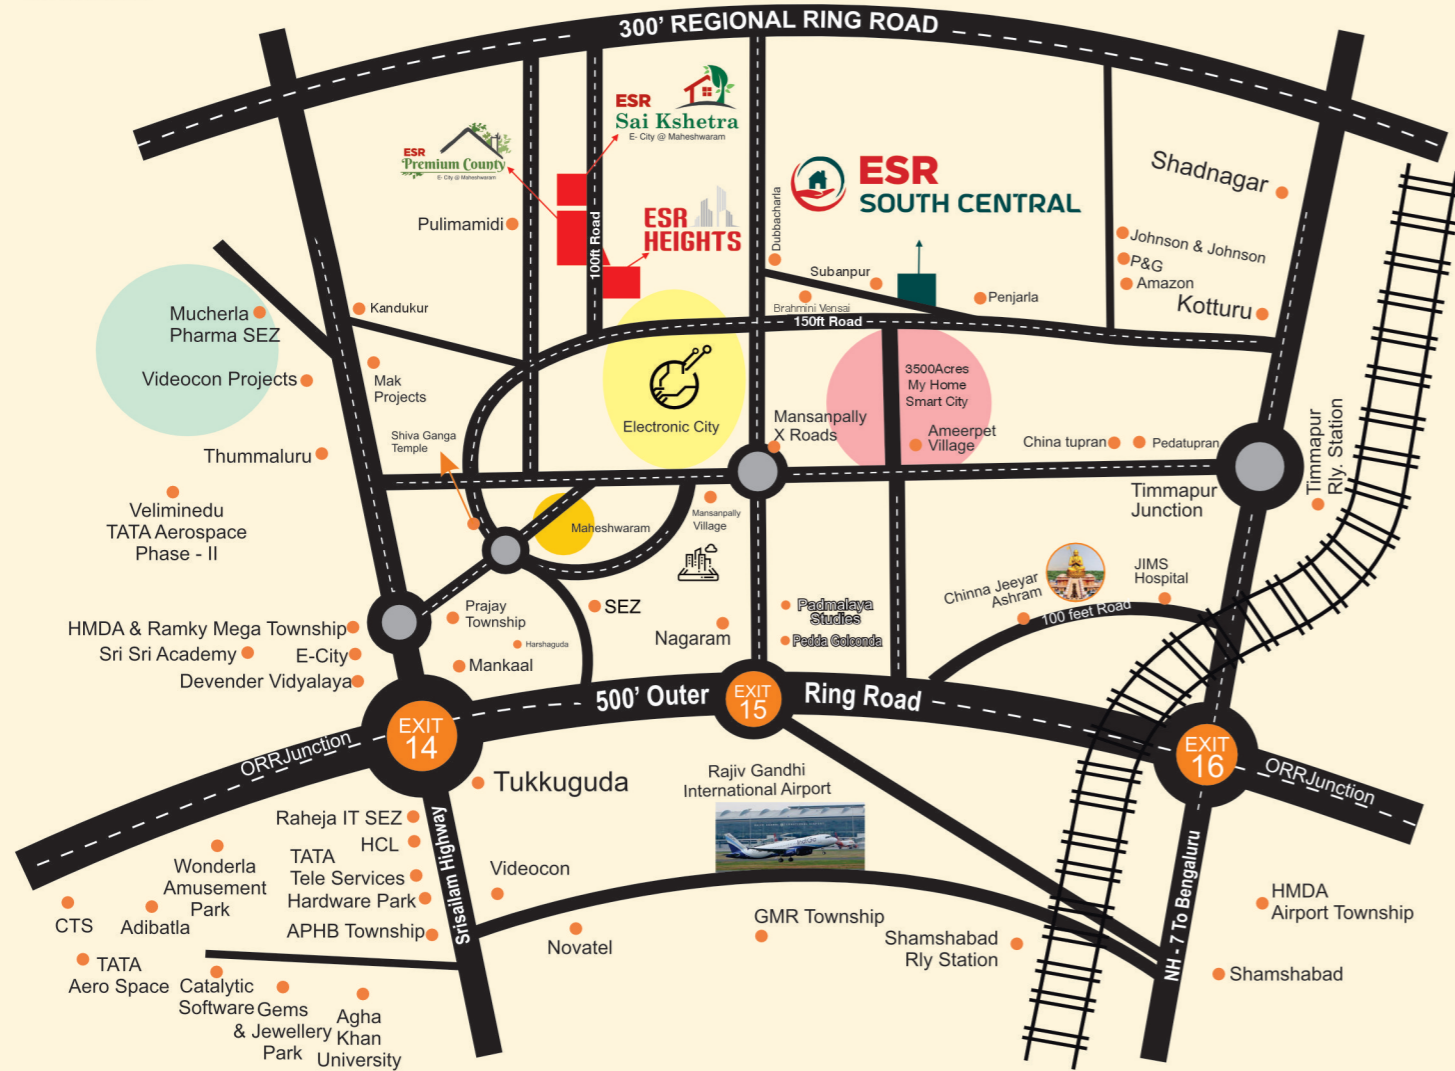 300' REGIONAL RING ROAD
ESR
Sai Kshetra
E- City @ Maheshwaram
ESR
Premium County
E- City @ Maheshwaram
ESR
HEIGHTS
ESR
SOUTH CENTRAL
Shadnagar
Pulimamidi
100ft Road
Dubbacharla
Subanpur
Brahmini Vensai
Penjarla
Johnson & Johnson
P&G
Amazon
Kotturu
Mucherla
Pharma SEZ
Kandukur
150ft Road
Videocon Projects
Mak
Projects
Electronic City
3500Acres
My Home
Smart City
Mansanpally
X Roads
Ameerpet
Village
China tupran
Pedatupran
Timmapur
Rly. Station
Shiva Ganga
Temple
Thummaluru
Veliminedu
TATA Aerospace
Phase - II
Maheshwaram
Mansanpally
Village
Timmapur
Junction
Chinna Jeeyar
Ashram
JIMS
Hospital
100 feet Road
HMDA & Ramky Mega Township
Sri Sri Academy
E-City
Devender Vidyalaya
Prajay
Township
Harshaguda
Mankaal
SEZ
Nagaram
Padmalaya
Studies
Pedda Golconda
500' Outer
Ring Road
EXIT
14
EXIT
15
EXIT
16
ORRJunction
ORRJunction
Tukkuguda
Rajiv Gandhi
International Airport
Raheja IT SEZ
HCL
TATA
Tele Services
Hardware Park
APHB Township
Srisailam Highway
Wonderla
Amusement
Park
CTS
Adibatla
TATA
Aero Space
Catalytic
Software
Gems
& Jewellery
Park
Agha
Khan
University
Videocon
Novatel
GMR Township
Shamshabad
Rly Station
NH - 7 To Bengaluru
HMDA
Airport Township
Shamshabad